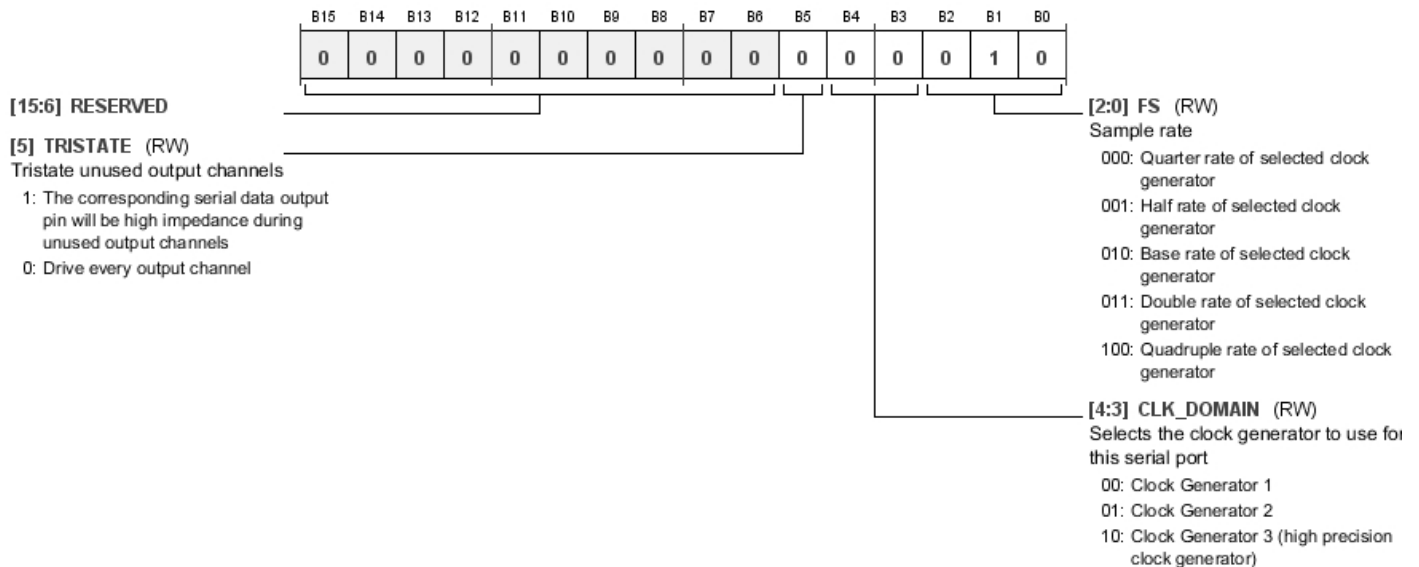 B15 B14 B13 B12 B11 B10 B9 B8 B7 B6 B5 B4 B3 B2 B1 B0
0 0 0 0 0 0 0 0 0 0 0 0 0 0 1 0
[15:6] RESERVED
[5] TRISTATE (RW)
Tristate unused output channels
1: The corresponding serial data output
pin will be high impedance during
unused output channels
0: Drive every output channel
[2:0] FS (RW)
Sample rate
000: Quarter rate of selected clock
generator
001: Half rate of selected clock
generator
010: Base rate of selected clock
generator
011: Double rate of selected clock
generator
100: Quadruple rate of selected clock
generator
[4:3] CLK_DOMAIN (RW)
Selects the clock generator to use for
this serial port
00: Clock Generator 1
01: Clock Generator 2
10: Clock Generator 3 (high precision
clock generator)